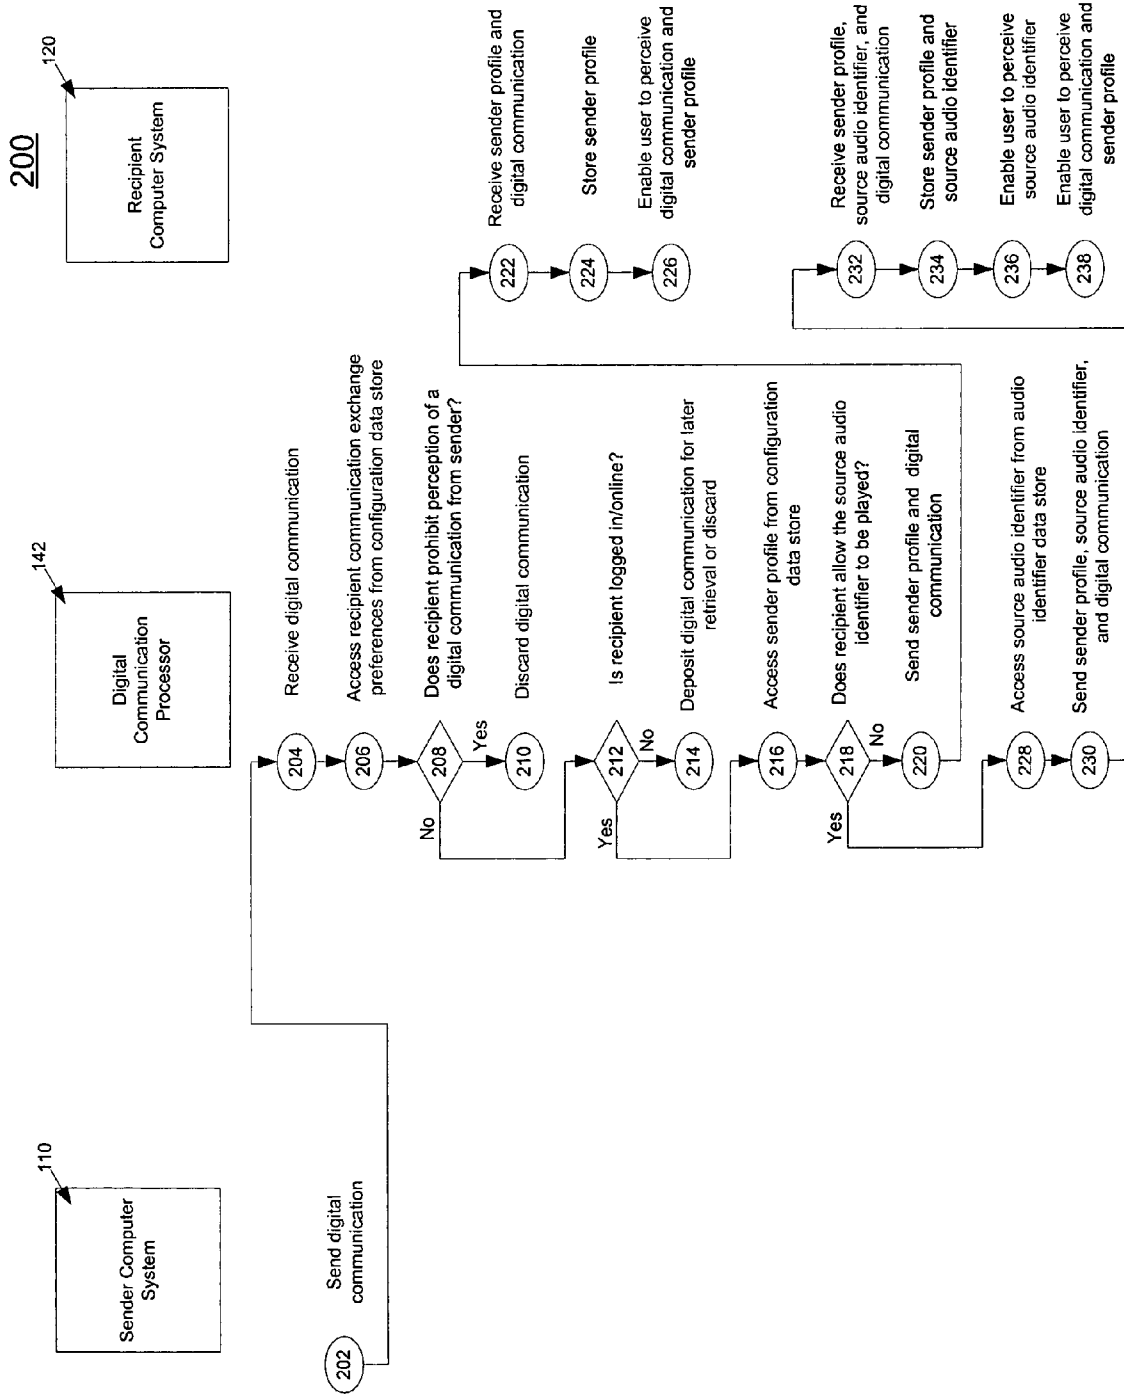 200
110
Sender Computer
System
142
Digital
Communication
Processor
120
Recipient
Computer System
202
Send digital
communication
204
Receive digital communication
206
Access recipient communication exchange
preferences from configuration data store
208
Does recipient prohibit perception of a
digital communication from sender?
Yes
No
210
Discard digital communication
212
Is recipient logged in/online?
No
Yes
214
Deposit digital communication for later
retrieval or discard
216
Access sender profile from configuration
data store
218
Does recipient allow the source audio
identifier to be played?
No
Yes
220
Send sender profile and digital
communication
222
Receive sender profile and
digital communication
224
Store sender profile
226
Enable user to perceive
digital communication and
sender profile
228
Access source audio identifier from audio
identifier data store
230
Send sender profile, source audio identifier,
and digital communication
232
Receive sender profile,
source audio identifier, and
digital communication
234
Store sender profile and
source audio identifier
236
Enable user to perceive
source audio identifier
238
Enable user to perceive
digital communication and
sender profile